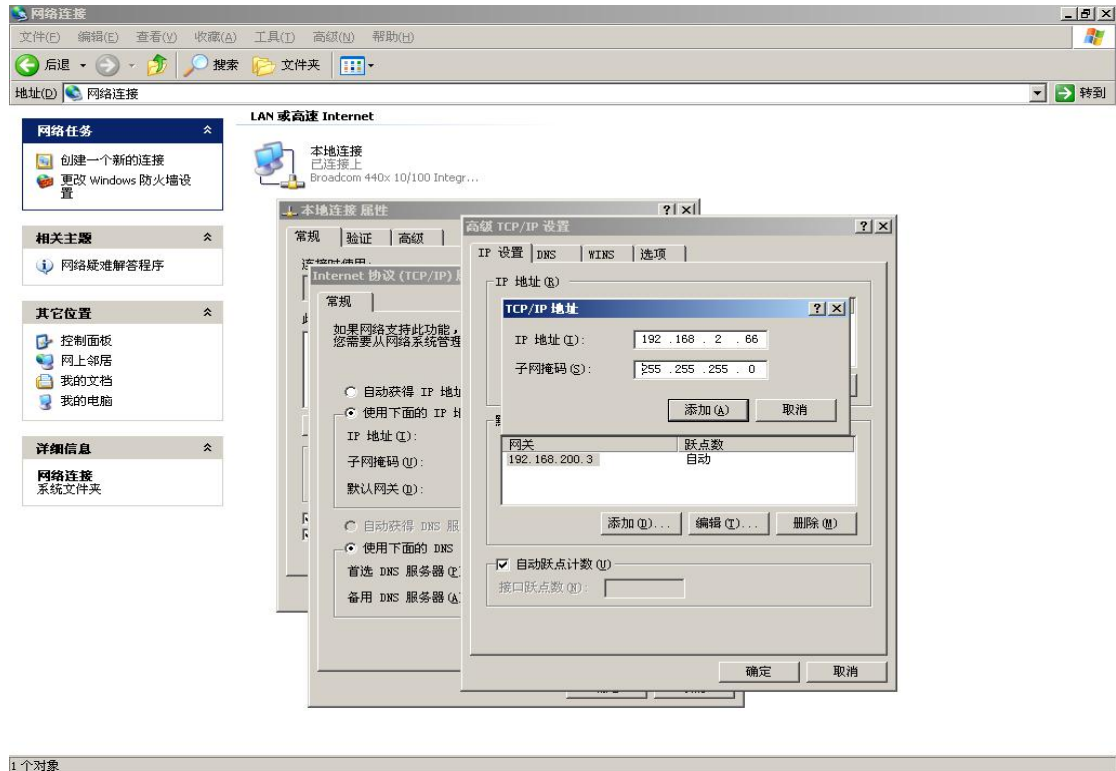 网络连接
文件(F) 编辑(E) 查看(V) 收藏(A) 工具(T) 高级(N) 帮助(H)
后退 搜索 文件夹
地址(D) 网络连接 转到
网络任务
创建一个新的连接
更改 Windows 防火墙设
置
相关主题
网络疑难解答程序
其它位置
控制面板
网上邻居
我的文档
我的电脑
详细信息
网络连接
系统文件夹
LAN 或高速 Internet
本地连接
已连接上
Broadcom 440x 10/100 Integr...
本地连接 属性
常规 验证 高级
连接时使用:
Internet 协议 (TCP/IP)
常规
如果网络支持此功能，
您需要从网络系统管理
自动获得 IP 地址
使用下面的 IP 地
IP 地址(I):
子网掩码(U):
默认网关(D):
自动获得 DNS 服
使用下面的 DNS
首选 DNS 服务器(P)
备用 DNS 服务器(A)
高级 TCP/IP 设置
IP 设置 DNS WINS 选项
IP 地址(R)
TCP/IP 地址
IP 地址(I): 192 .168 . 2 . 66
子网掩码(S): 255 .255 .255 . 0
添加(A) 取消
网关 跃点数
192.168.200.3 自动
添加(D)... 编辑(T)... 删除(M)
自动跃点计数(U)
接口跃点数(N):
确定 取消
1 个对象